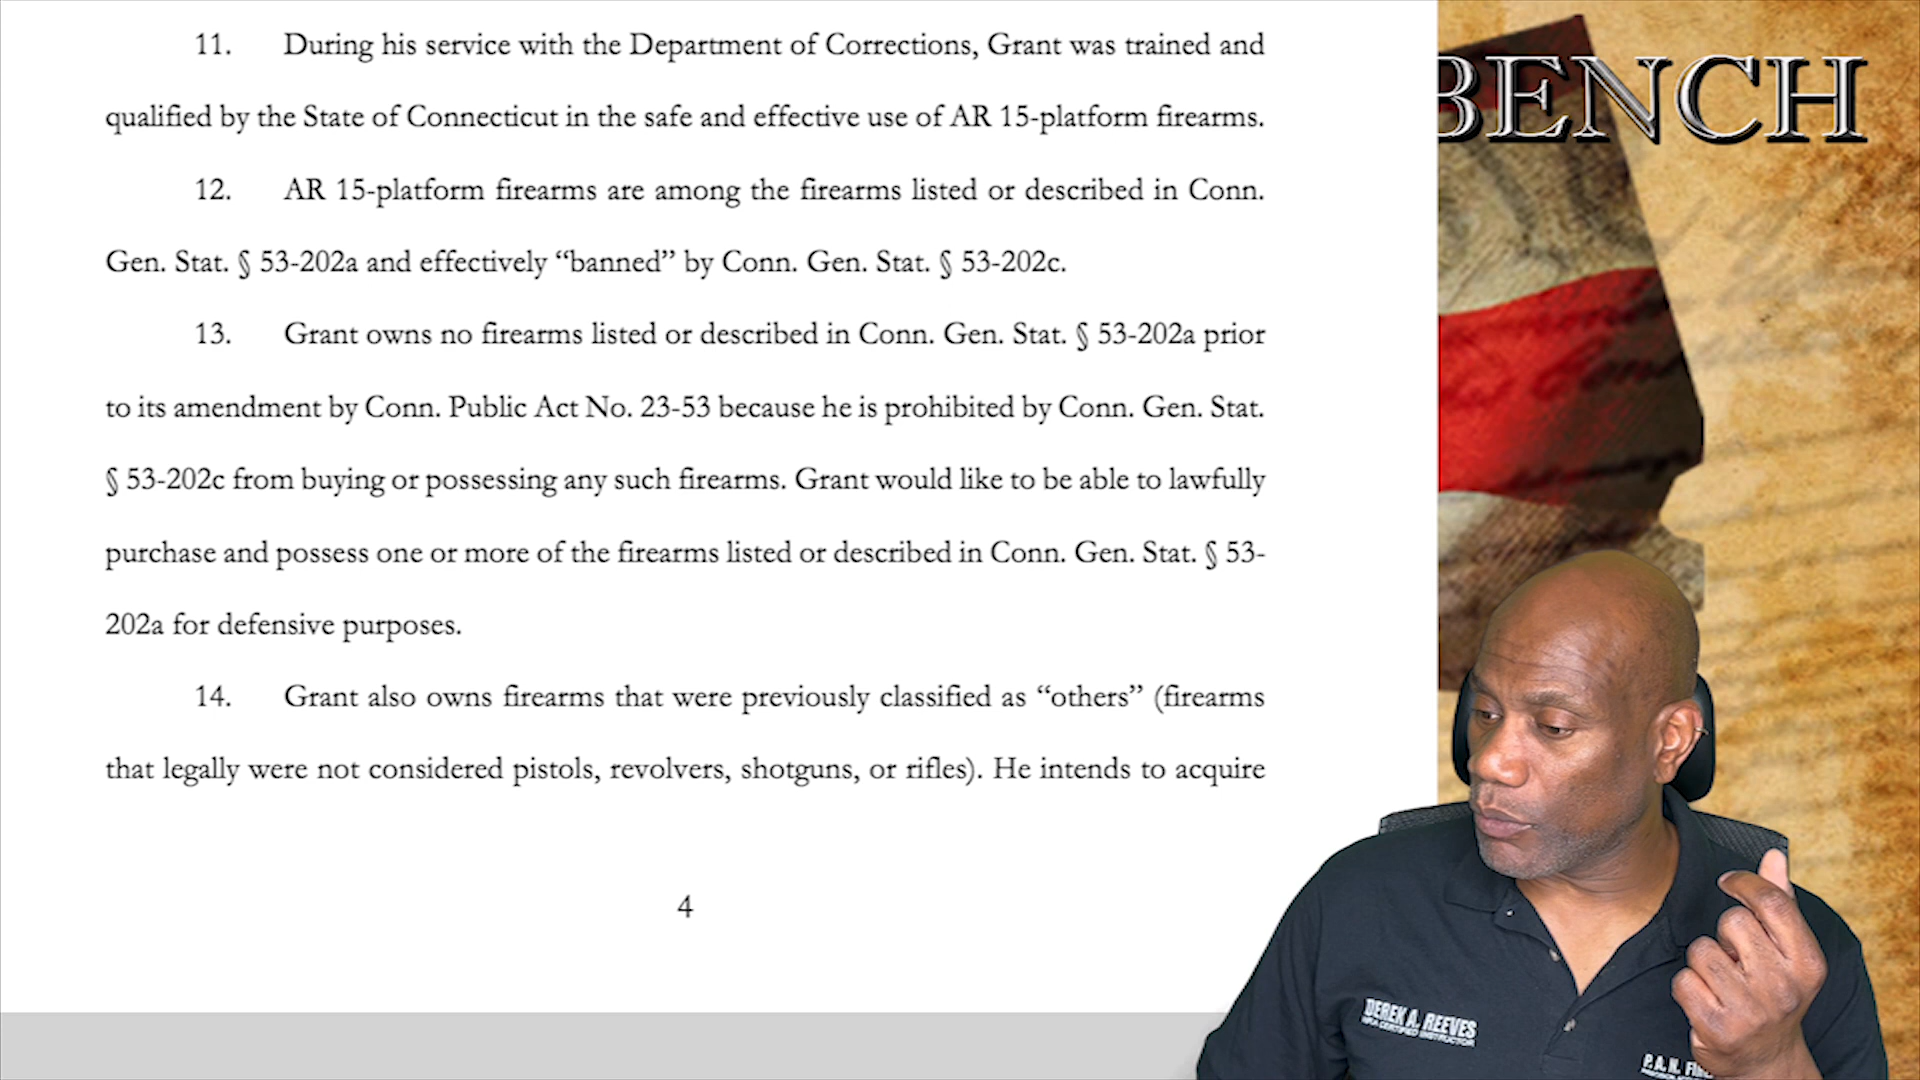 11. During his service with the Department of Corrections, Grant was trained and
qualified by the State of Connecticut in the safe and effective use of AR 15-platform firearms.
12. AR 15-platform firearms are among the firearms listed or described in Conn.
Gen. Stat. § 53-202a and effectively “banned” by Conn. Gen. Stat. § 53-202c.
13. Grant owns no firearms listed or described in Conn. Gen. Stat. § 53-202a prior
to its amendment by Conn. Public Act No. 23-53 because he is prohibited by Conn. Gen. Stat.
§ 53-202c from buying or possessing any such firearms. Grant would like to be able to lawfully
purchase and possess one or more of the firearms listed or described in Conn. Gen. Stat. § 53-
202a for defensive purposes.
14. Grant also owns firearms that were previously classified as “others” (firearms
that legally were not considered pistols, revolvers, shotguns, or rifles). He intends to acquire
4
BENCH
DEREK A. REEVES
NRA CERTIFIED INSTRUCTOR
P.A.N.